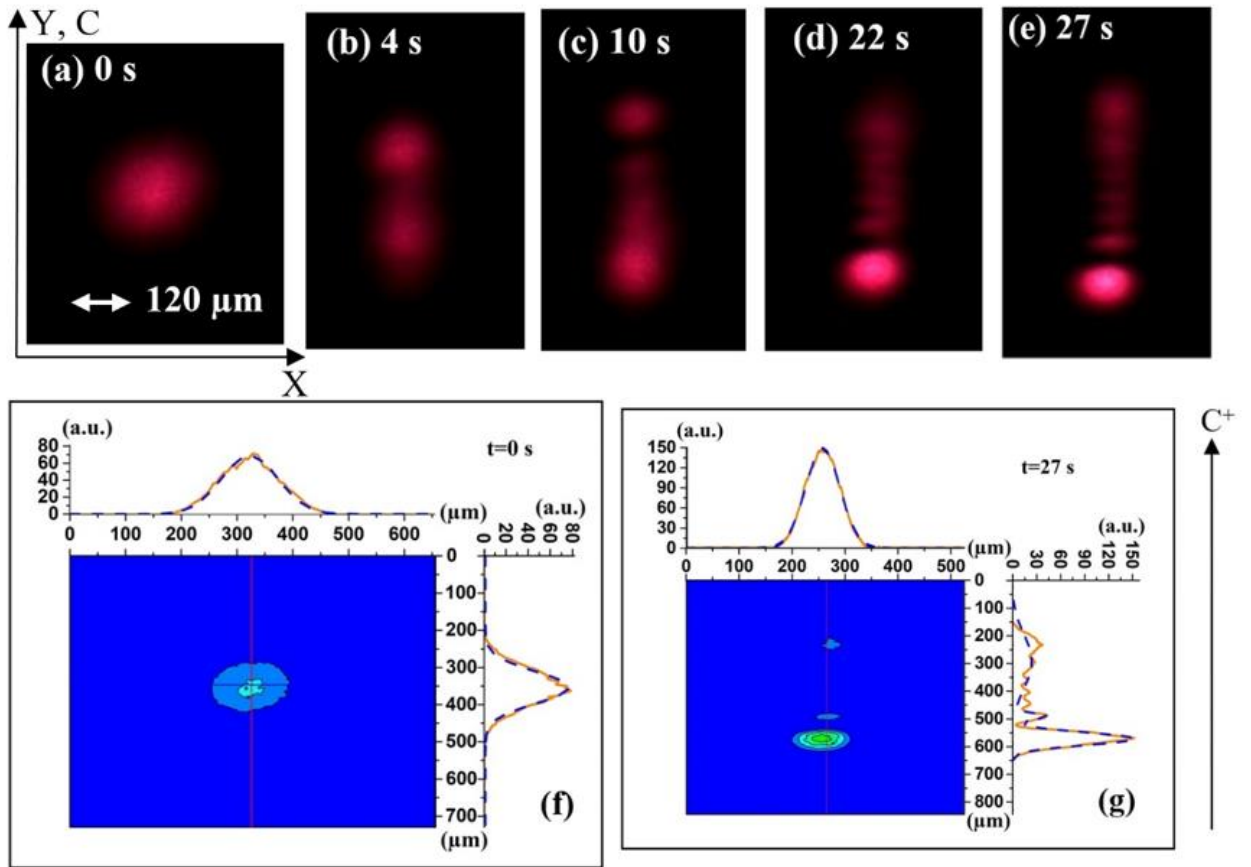 Y, C
(a) 0 s
(b) 4 s
(c) 10 s
(d) 22 s
(e) 27 s
120 µm
X
(a.u.)
80
60
40
20
0
t=0 s
0 100 200 300 400 500 600
(µm)
(a.u.)
0 20 40 60 80
0
100
200
300
400
500
600
700
(µm)
(f)
(a.u.)
150
120
90
60
30
0
t=27 s
0 100 200 300 400 500
(µm)
(a.u.)
0 30 60 90 120 150
0
100
200
300
400
500
600
700
800
(µm)
(g)
C⁺